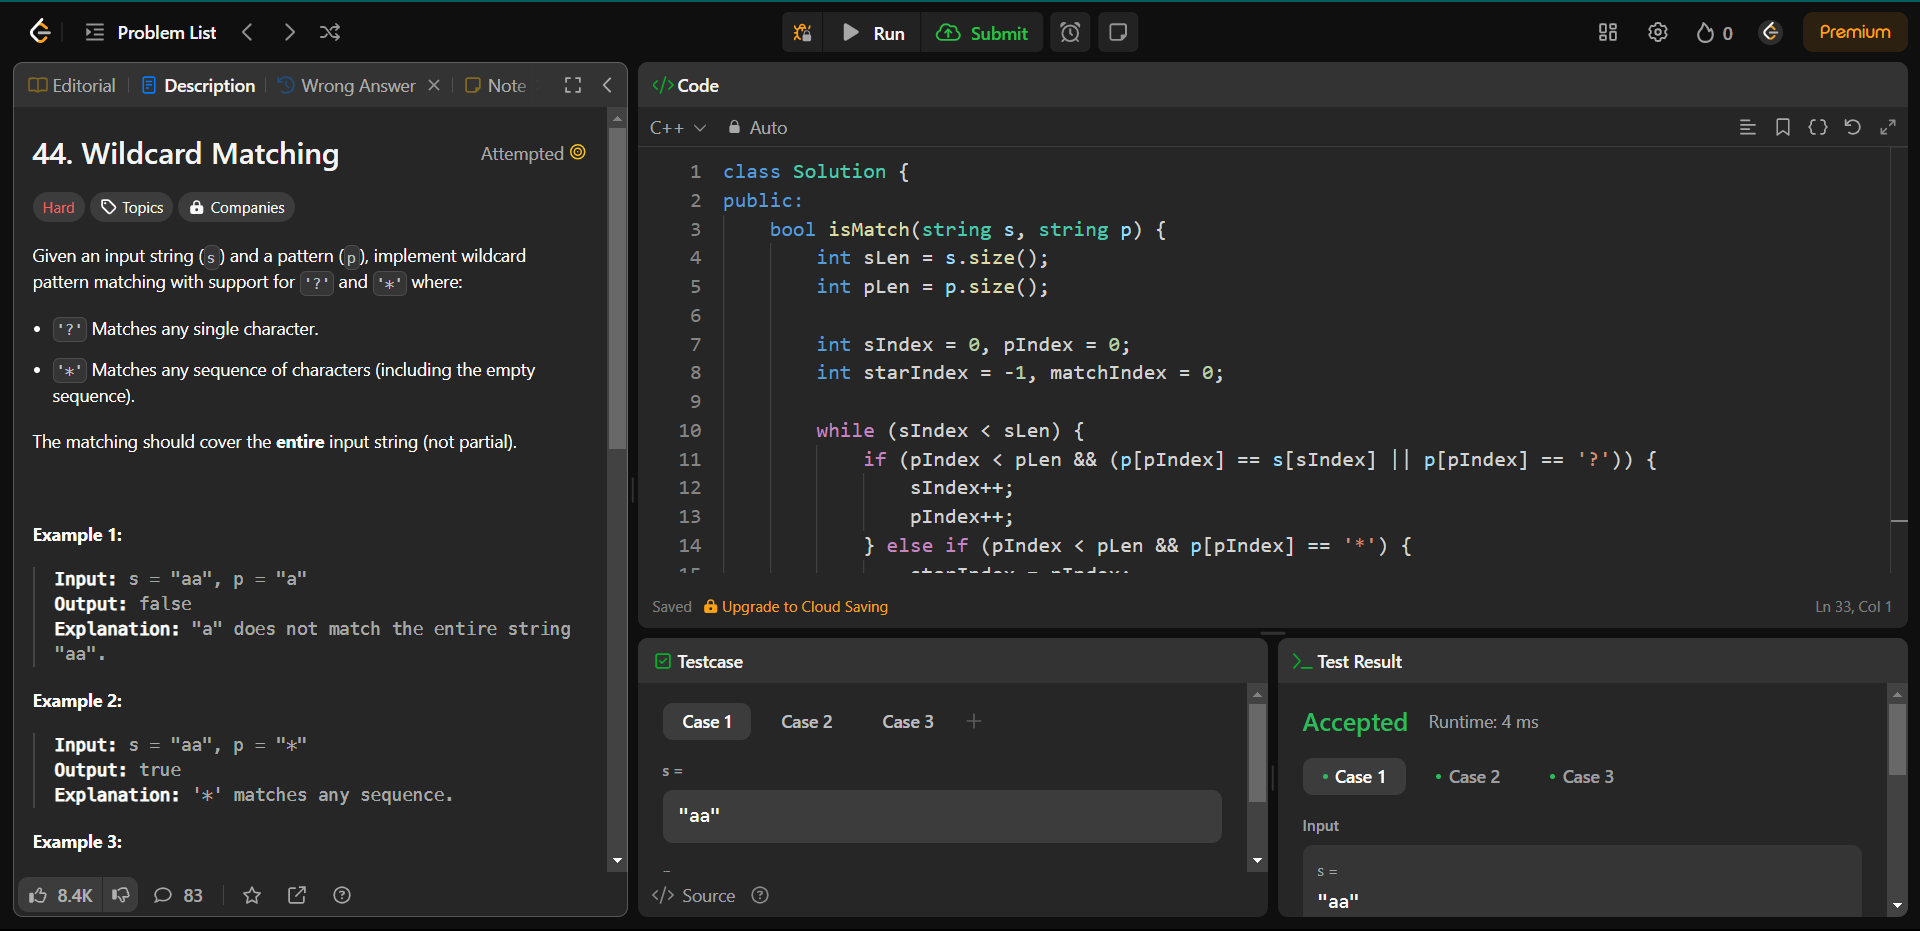 Problem List
Run
Submit
0
Premium
Editorial
Description
Wrong Answer
Note
44. Wildcard Matching
Attempted
Hard
Topics
Companies
Given an input string (s) and a pattern (p), implement wildcard
pattern matching with support for '?' and '*' where:
• '?' Matches any single character.
• '*' Matches any sequence of characters (including the empty
sequence).
The matching should cover the entire input string (not partial).
Example 1:
Input: s = "aa", p = "a"
Output: false
Explanation: "a" does not match the entire string
"aa".
Example 2:
Input: s = "aa", p = "*"
Output: true
Explanation: '*' matches any sequence.
Example 3:
8.4K
83
</> Code
C++
Auto
1 class Solution {
2 public:
3 bool isMatch(string s, string p) {
4 int sLen = s.size();
5 int pLen = p.size();
6
7 int sIndex = 0, pIndex = 0;
8 int starIndex = -1, matchIndex = 0;
9
10 while (sIndex < sLen) {
11 if (pIndex < pLen && (p[pIndex] == s[sIndex] || p[pIndex] == '?')) {
12 sIndex++;
13 pIndex++;
14 } else if (pIndex < pLen && p[pIndex] == '*') {
15 starIndex = pIndex;
Saved
Upgrade to Cloud Saving
Ln 33, Col 1
Testcase
Case 1
Case 2
Case 3
s =
"aa"
</> Source
Test Result
Accepted
Runtime: 4 ms
• Case 1
• Case 2
• Case 3
Input
s =
"aa"